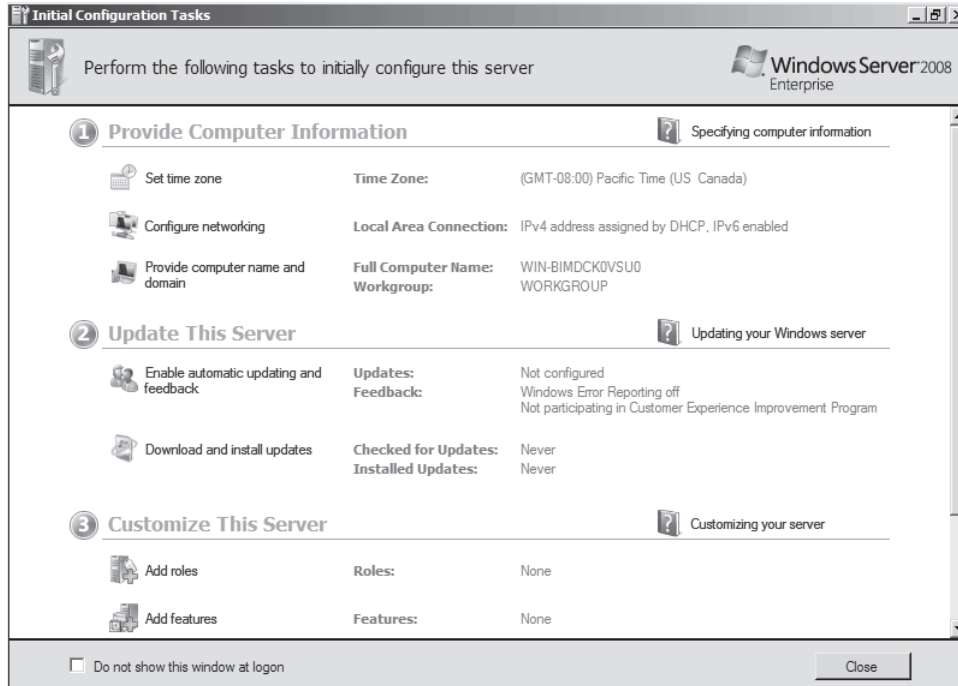 Initial Configuration Tasks
Perform the following tasks to initially configure this server
Windows Server 2008
Enterprise
1 Provide Computer Information
Specifying computer information
Set time zone
Time Zone: (GMT-08:00) Pacific Time (US Canada)
Configure networking
Local Area Connection: IPv4 address assigned by DHCP, IPv6 enabled
Provide computer name and
domain
Full Computer Name: WIN-BIMDCK0VSU0
Workgroup: WORKGROUP
2 Update This Server
Updating your Windows server
Enable automatic updating and
feedback
Updates: Not configured
Feedback: Windows Error Reporting off
Not participating in Customer Experience Improvement Program
Download and install updates
Checked for Updates: Never
Installed Updates: Never
3 Customize This Server
Customizing your server
Add roles
Roles: None
Add features
Features: None
Do not show this window at logon
Close